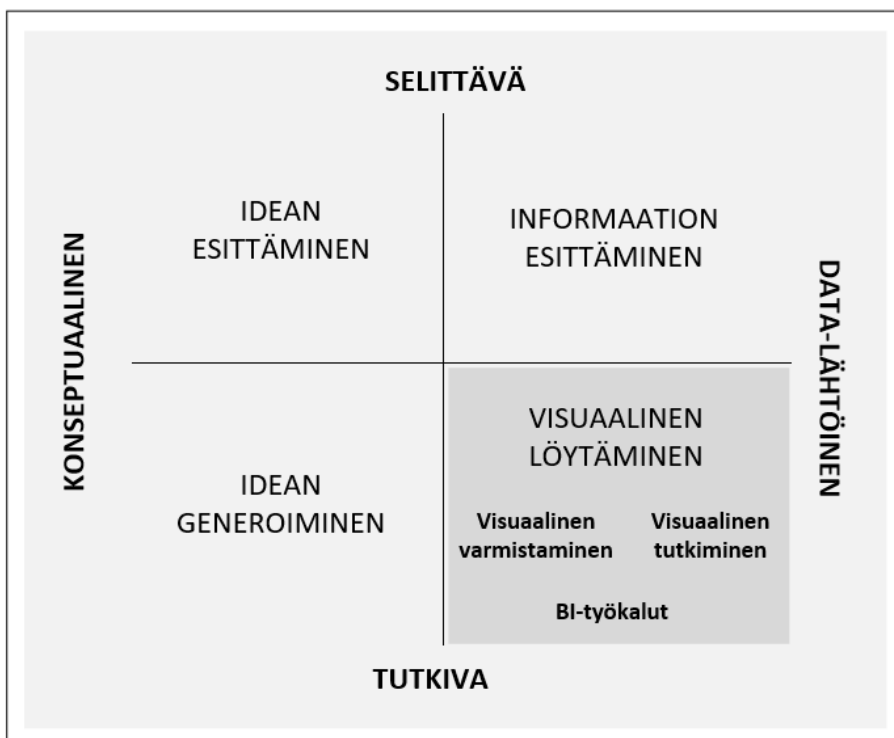 SELITTÄVÄ
IDEAN
ESITTÄMINEN
INFORMAATION
ESITTÄMINEN
KONSEPTUAALINEN
DATA-LÄHTÖINEN
IDEAN
GENEROIMINEN
VISUAALINEN
LÖYTÄMINEN
Visuaalinen
varmistaminen
Visuaalinen
tutkiminen
BI-työkalut
TUTKIVA